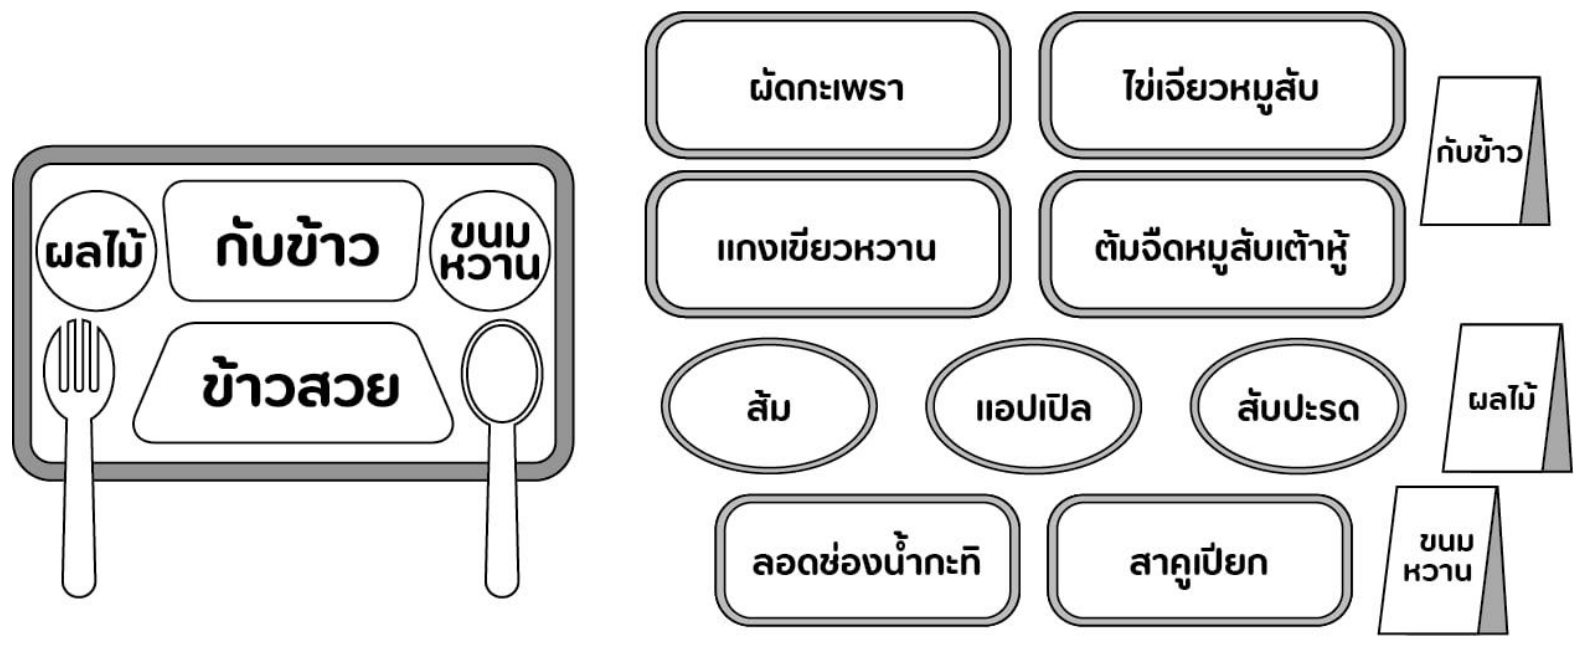 ผลไม้
กับข้าว
ขนม
หวาน
ข้าวสวย
ผัดกะเพรา
ไข่เจียวหมูสับ
กับข้าว
แกงเขียวหวาน
ต้มจืดหมูสับเต้าหู้
ส้ม
แอปเปิล
สับปะรด
ผลไม้
ลอดช่องน้ำกะทิ
สาคูเปียก
ขนม
หวาน